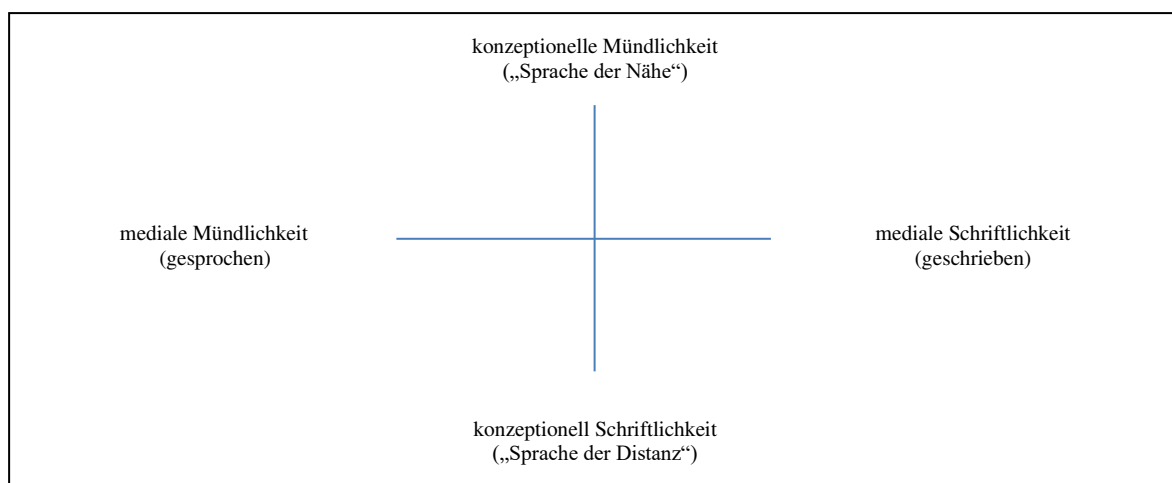 konzeptionelle Mündlichkeit
(„Sprache der Nähe“)
mediale Mündlichkeit
(gesprochen)
mediale Schriftlichkeit
(geschrieben)
konzeptionell Schriftlichkeit
(„Sprache der Distanz“)